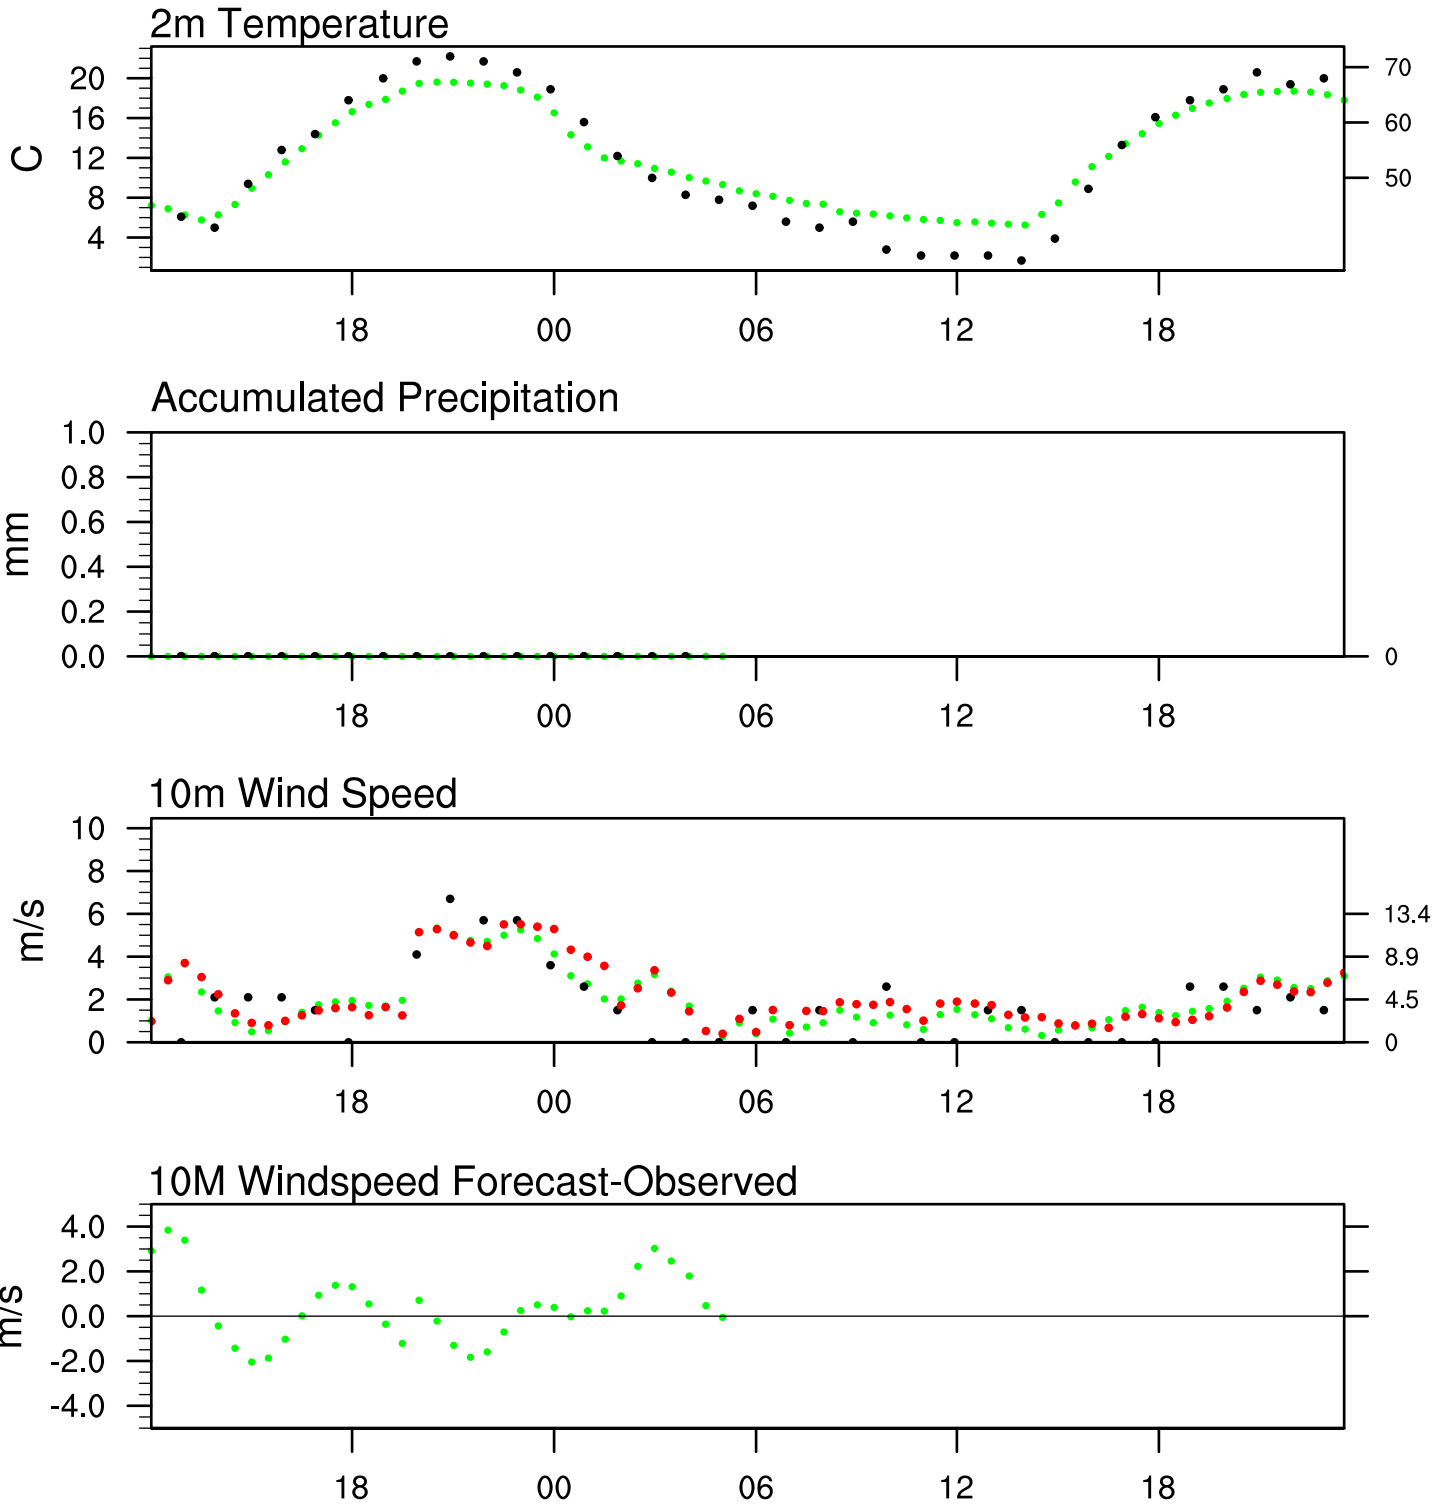 2m Temperature
20
16
12
8
4
C
70
60
50
18 00 06 12 18
Accumulated Precipitation
1.0
0.8
0.6
0.4
0.2
0.0
mm
0
18 00 06 12 18
10m Wind Speed
10
8
6
4
2
0
m/s
13.4
8.9
4.5
0
18 00 06 12 18
10M Windspeed Forecast-Observed
4.0
2.0
0.0
-2.0
-4.0
m/s
18 00 06 12 18